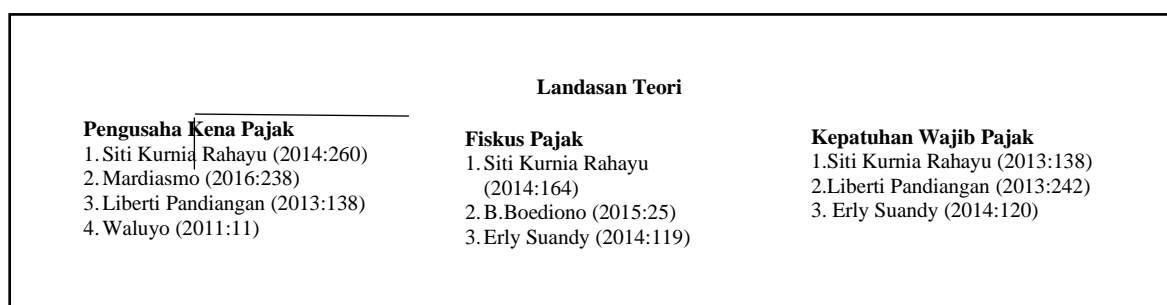 Landasan Teori
Pengusaha Kena Pajak
1. Siti Kurnia Rahayu (2014:260)
2. Mardiasmo (2016:238)
3. Liberti Pandiangan (2013:138)
4. Waluyo (2011:11)
Fiskus Pajak
1. Siti Kurnia Rahayu
(2014:164)
2. B.Boediono (2015:25)
3. Erly Suandy (2014:119)
Kepatuhan Wajib Pajak
1.Siti Kurnia Rahayu (2013:138)
2.Liberti Pandiangan (2013:242)
3. Erly Suandy (2014:120)